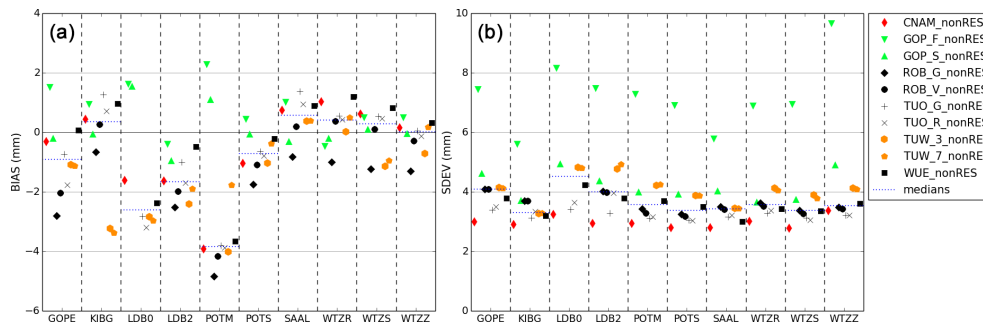 (a)
BIAS (mm)
4
2
0
−2
−4
−6
GOPE KIBG LDB0 LDB2 POTM POTS SAAL WTZR WTZS WTZZ
(b)
SDEV (mm)
10
8
6
4
2
0
GOPE KIBG LDB0 LDB2 POTM POTS SAAL WTZR WTZS WTZZ
CNAM_nonRES
GOP_F_nonRES
GOP_S_nonRES
ROB_G_nonRES
ROB_V_nonRES
TUO_G_nonRES
TUO_R_nonRES
TUW_3_nonRES
TUW_7_nonRES
WUE_nonRES
medians